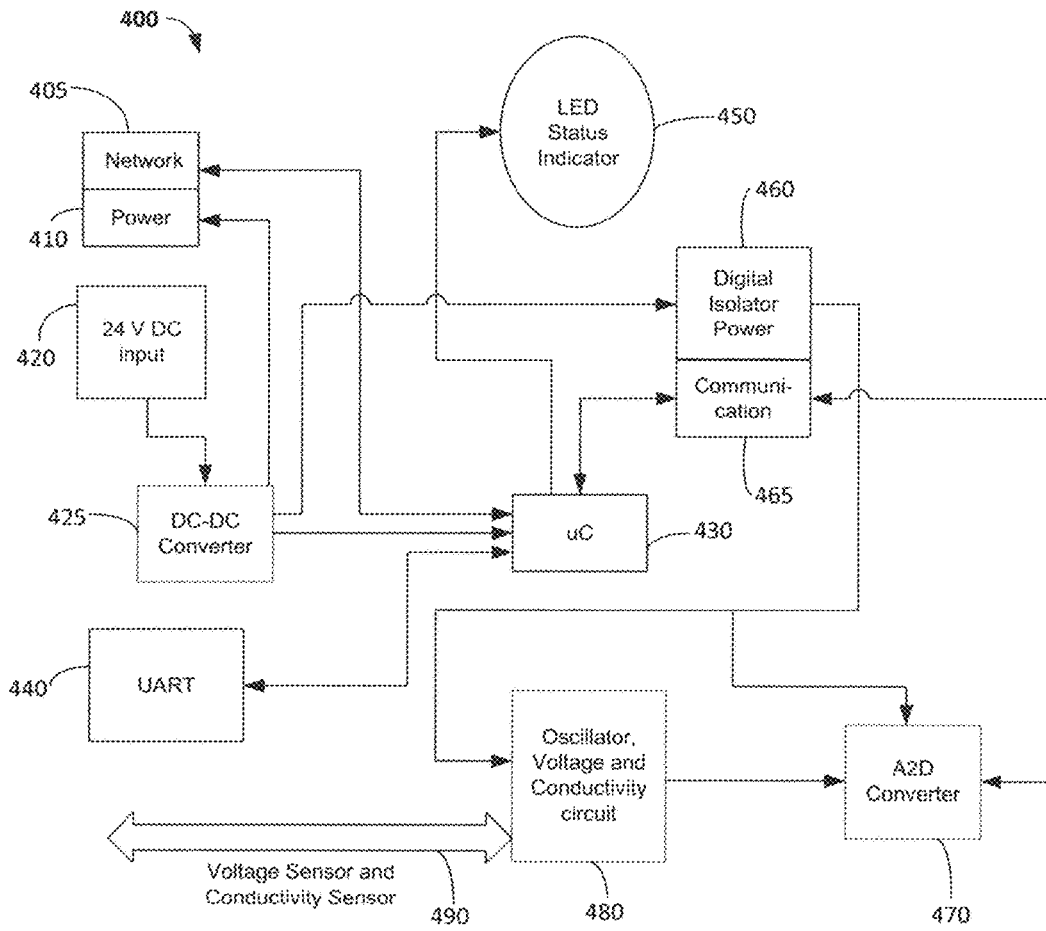 400
405
Network
Power
410
LED
Status
Indicator
450
460
24 V DC
input
420
Digital
Isolator
Power
Communi-
cation
465
425
DC-DC
Converter
uC
430
440
UART
Oscillator,
Voltage and
Conductivity
circuit
A2D
Converter
Voltage Sensor and
Conductivity Sensor
490
480
470